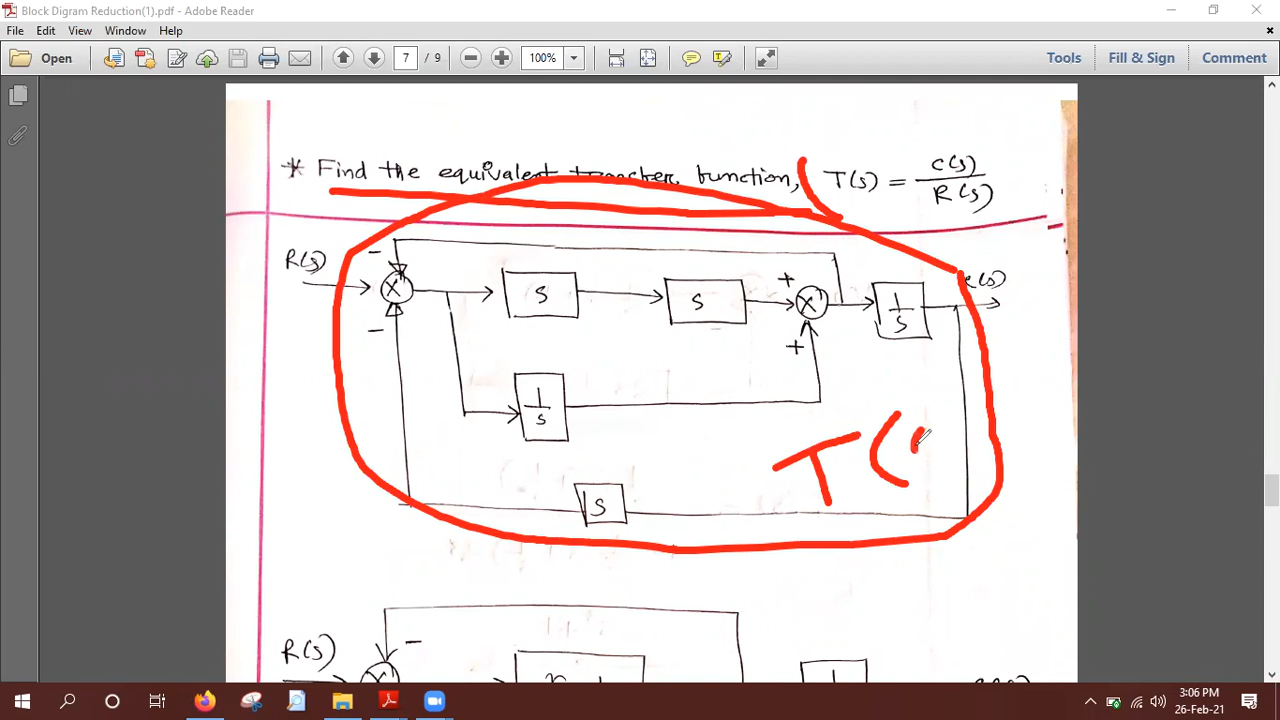 Block Digram Reduction(1).pdf - Adobe Reader
File Edit View Window Help
Open 7 / 9 100% Tools Fill & Sign Comment
* Find the equivalent transfer function, T(s) = C(s) / R(s)
R(s) - S S + 1/s C(s)
-
+
1/s
T(
S
R(s) -
3:06 PM
26-Feb-21